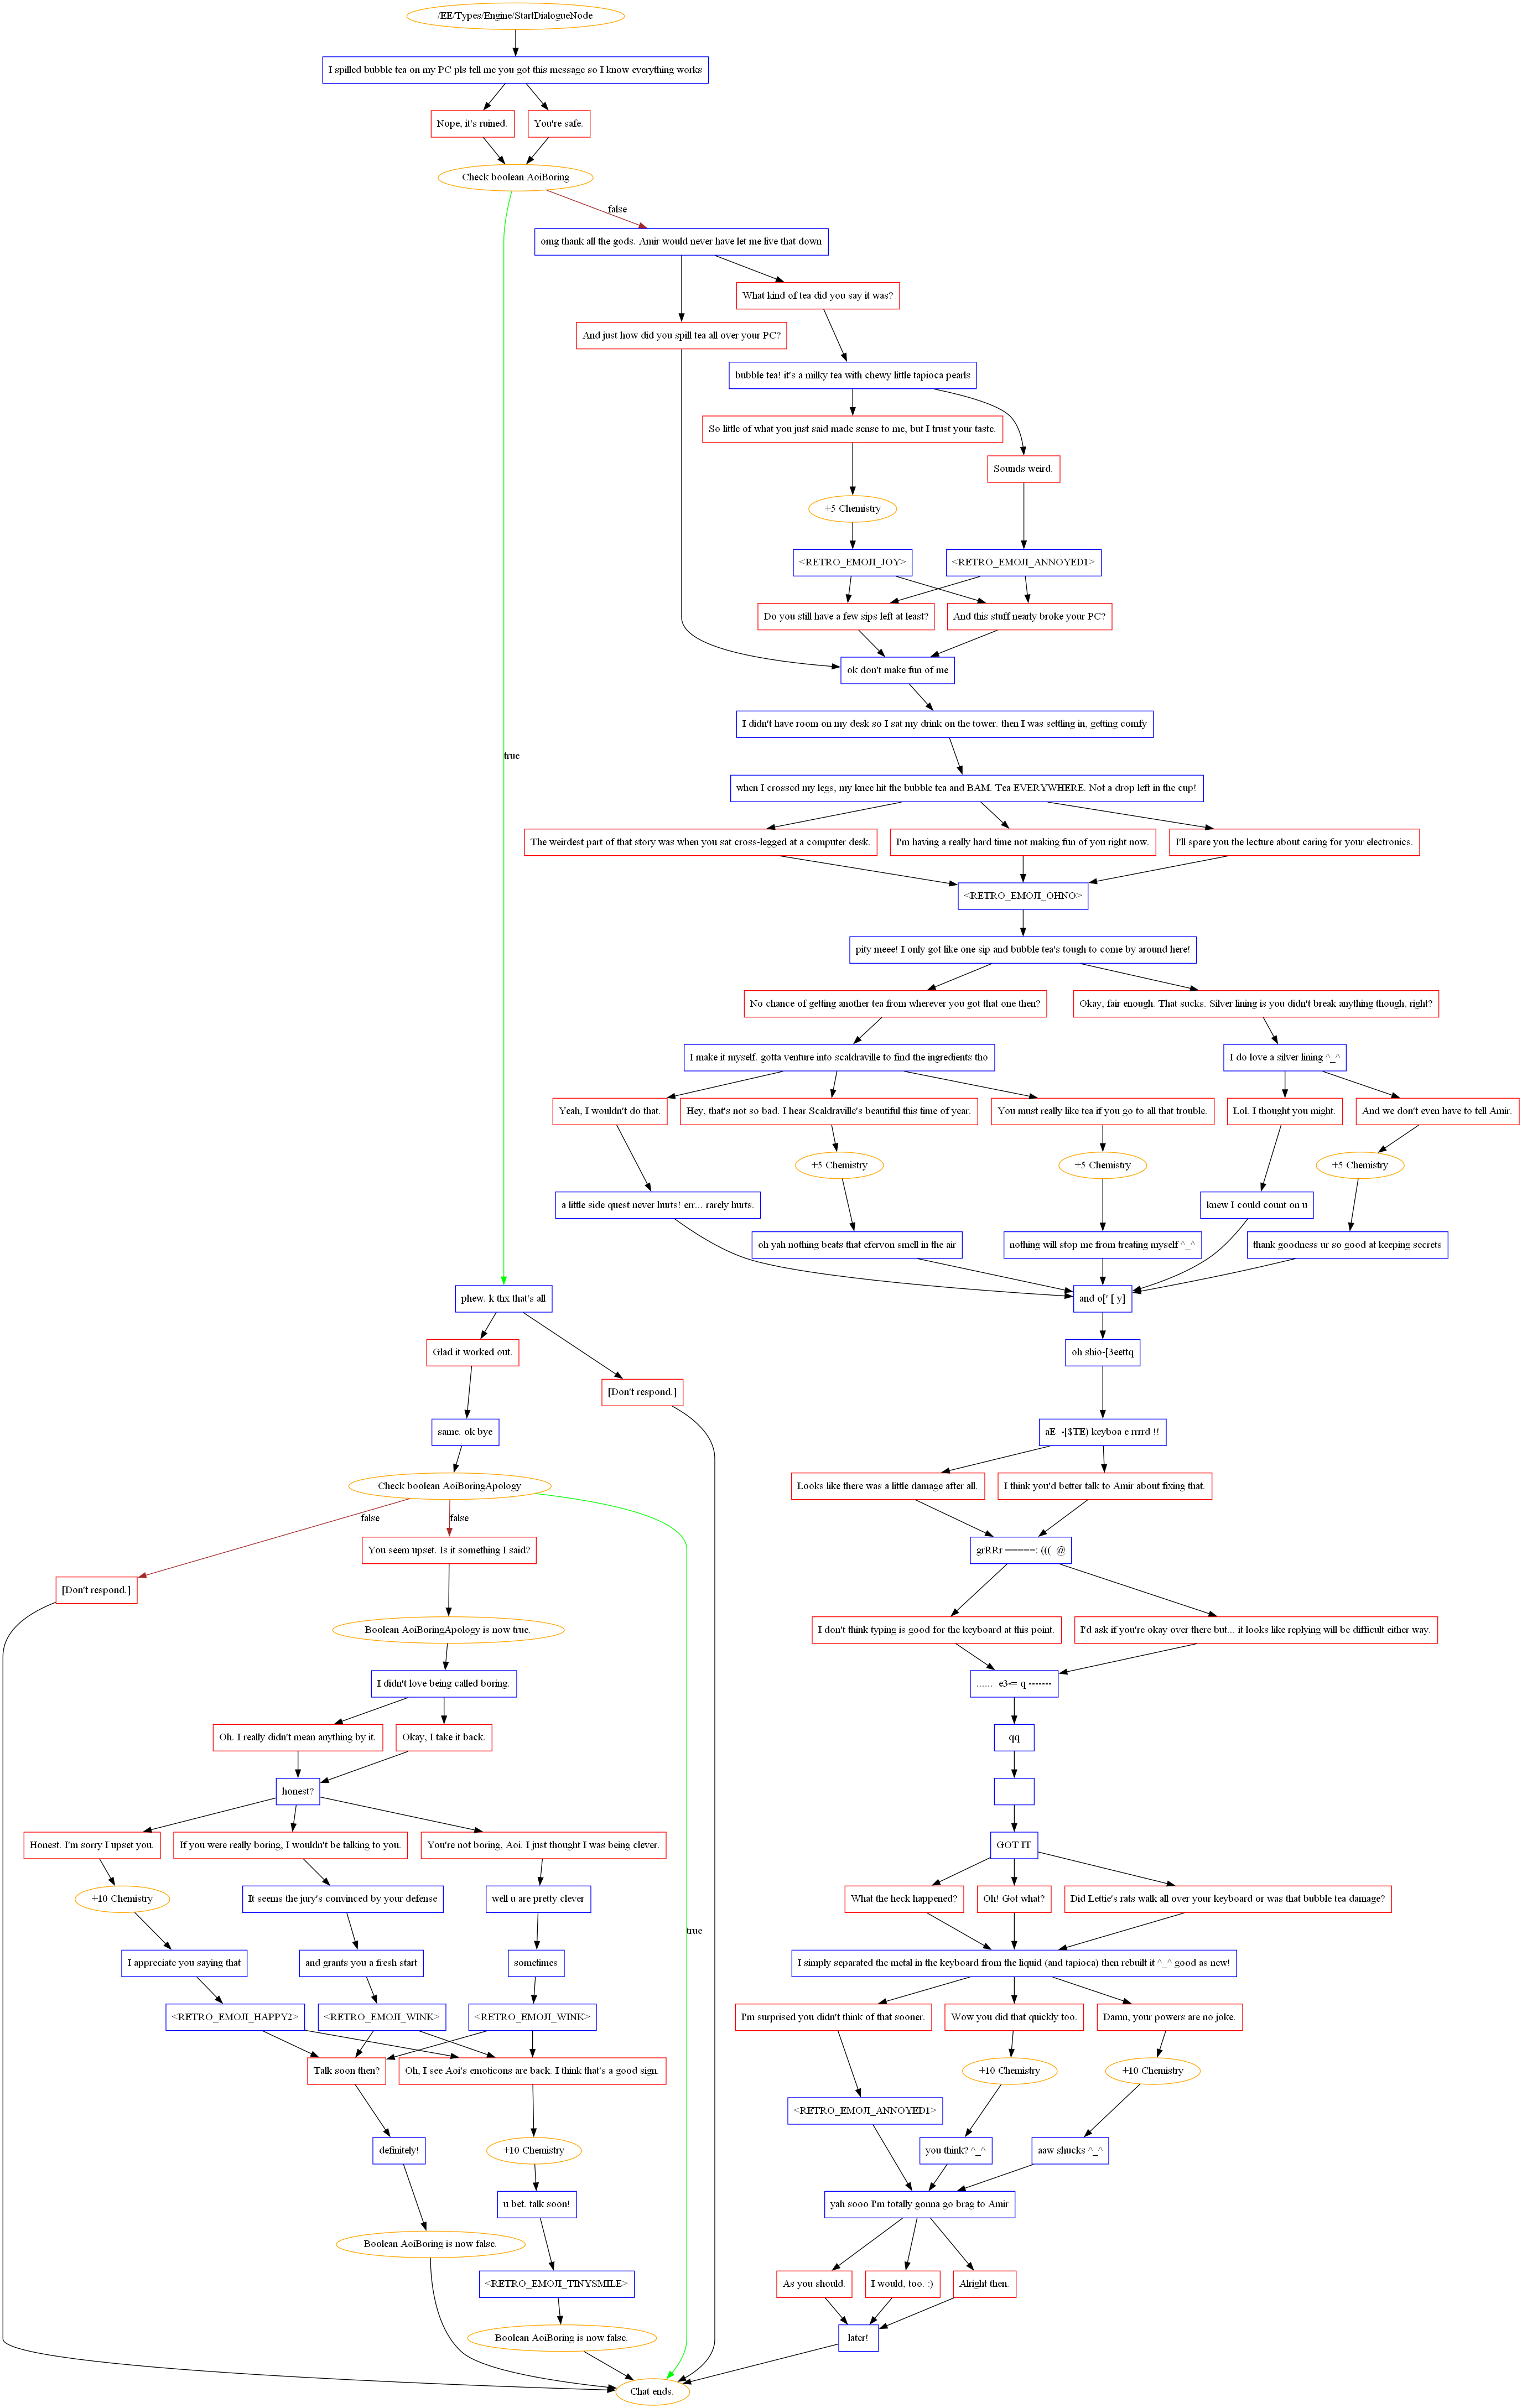 /EE/Types/Engine/StartDialogueNode
I spilled bubble tea on my PC pls tell me you got this message so I know everything works
Nope, it's ruined.
You're safe.
Check boolean AoiBoring
false
omg thank all the gods. Amir would never have let me live that down
What kind of tea did you say it was?
And just how did you spill tea all over your PC?
bubble tea! it's a milky tea with chewy little tapioca pearls
So little of what you just said made sense to me, but I trust your taste.
Sounds weird.
+5 Chemistry
<RETRO_EMOJI_JOY>
<RETRO_EMOJI_ANNOYED1>
Do you still have a few sips left at least?
And this stuff nearly broke your PC?
ok don't make fun of me
I didn't have room on my desk so I sat my drink on the tower. then I was settling in, getting comfy
true
when I crossed my legs, my knee hit the bubble tea and BAM. Tea EVERYWHERE. Not a drop left in the cup!
The weirdest part of that story was when you sat cross-legged at a computer desk.
I'm having a really hard time not making fun of you right now.
I'll spare you the lecture about caring for your electronics.
<RETRO_EMOJI_OHNO>
pity meee! I only got like one sip and bubble tea's tough to come by around here!
No chance of getting another tea from wherever you got that one then?
Okay, fair enough. That sucks. Silver lining is you didn't break anything though, right?
I make it myself. gotta venture into scaldraville to find the ingredients tho
I do love a silver lining ^_^
Yeah, I wouldn't do that.
Hey, that's not so bad. I hear Scaldraville's beautiful this time of year.
You must really like tea if you go to all that trouble.
Lol. I thought you might.
And we don't even have to tell Amir.
+5 Chemistry
+5 Chemistry
+5 Chemistry
a little side quest never hurts! err... rarely hurts.
knew I could count on u
oh yah nothing beats that efervon smell in the air
nothing will stop me from treating myself ^_^
thank goodness ur so good at keeping secrets
phew. k thx that's all
and o[' [ y]
Glad it worked out.
oh shio-[3eettq
[Don't respond.]
same. ok bye
aE  -[$TE) keyboa e rrrrd !!
Check boolean AoiBoringApology
Looks like there was a little damage after all.
I think you'd better talk to Amir about fixing that.
false
false
You seem upset. Is it something I said?
grRRr =====: (((  @
[Don't respond.]
Boolean AoiBoringApology is now true.
I don't think typing is good for the keyboard at this point.
I'd ask if you're okay over there but... it looks like replying will be difficult either way.
I didn't love being called boring.
......  e3-= q -------
Oh. I really didn't mean anything by it.
Okay, I take it back.
qq
honest?
GOT IT
Honest. I'm sorry I upset you.
If you were really boring, I wouldn't be talking to you.
You're not boring, Aoi. I just thought I was being clever.
What the heck happened?
Oh! Got what?
Did Lettie's rats walk all over your keyboard or was that bubble tea damage?
+10 Chemistry
It seems the jury's convinced by your defense
well u are pretty clever
true
I appreciate you saying that
and grants you a fresh start
sometimes
I simply separated the metal in the keyboard from the liquid (and tapioca) then rebuilt it ^_^ good as new!
<RETRO_EMOJI_HAPPY2>
<RETRO_EMOJI_WINK>
<RETRO_EMOJI_WINK>
I'm surprised you didn't think of that sooner.
Wow you did that quickly too.
Damn, your powers are no joke.
Talk soon then?
Oh, I see Aoi's emoticons are back. I think that's a good sign.
+10 Chemistry
+10 Chemistry
<RETRO_EMOJI_ANNOYED1>
definitely!
+10 Chemistry
you think? ^_^
aaw shucks ^_^
u bet. talk soon!
yah sooo I'm totally gonna go brag to Amir
Boolean AoiBoring is now false.
<RETRO_EMOJI_TINYSMILE>
As you should.
I would, too. :)
Alright then.
Boolean AoiBoring is now false.
later!
Chat ends.